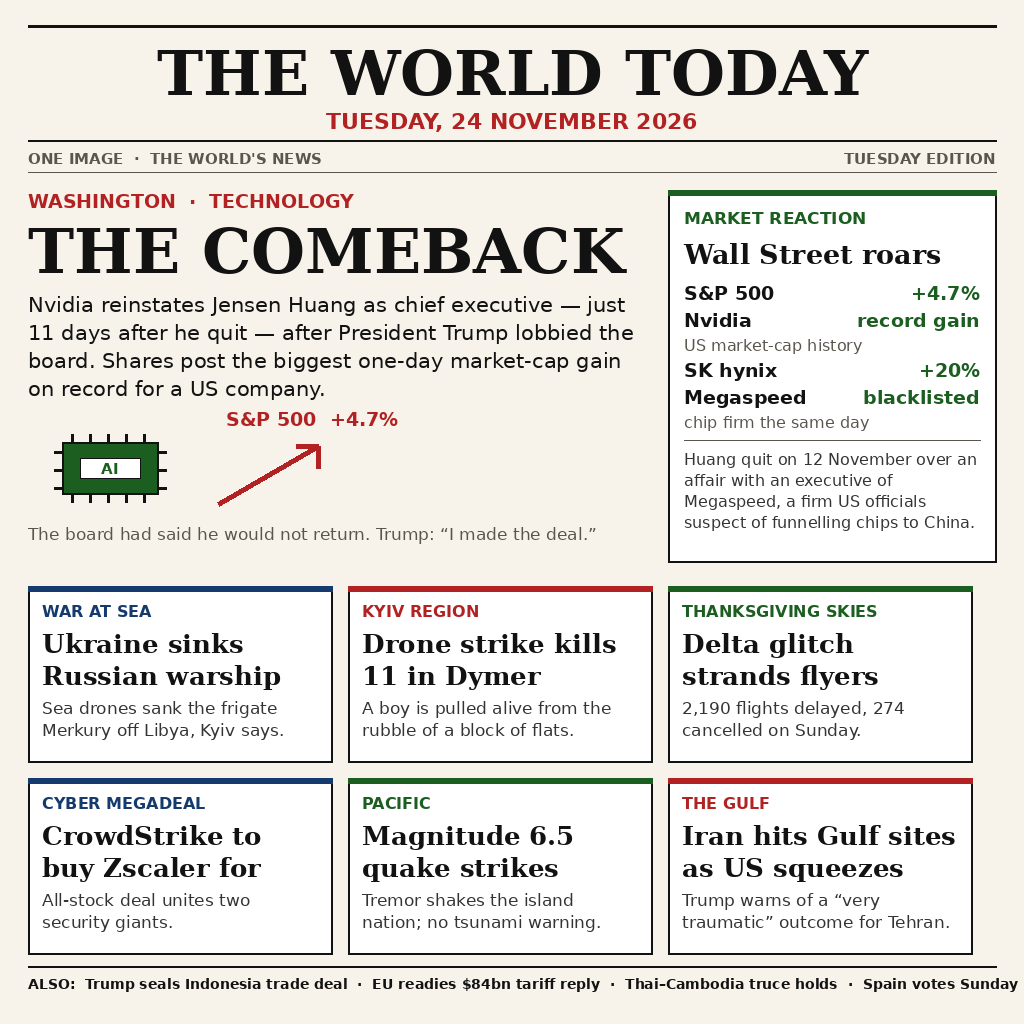 THE WORLD TODAY
TUESDAY, 24 NOVEMBER 2026
ONE IMAGE · THE WORLD'S NEWS
TUESDAY EDITION
WASHINGTON · TECHNOLOGY
THE COMEBACK
Nvidia reinstates Jensen Huang as chief executive — just
11 days after he quit — after President Trump lobbied the
board. Shares post the biggest one-day market-cap gain
on record for a US company.
S&P 500 +4.7%
AI
The board had said he would not return. Trump: “I made the deal.”
MARKET REACTION
Wall Street roars
S&P 500 +4.7%
Nvidia record gain
US market-cap history
SK hynix +20%
Megaspeed blacklisted
chip firm the same day
Huang quit on 12 November over an
affair with an executive of
Megaspeed, a firm US officials
suspect of funnelling chips to China.
WAR AT SEA
Ukraine sinks
Russian warship
Sea drones sank the frigate
Merkury off Libya, Kyiv says.
KYIV REGION
Drone strike kills
11 in Dymer
A boy is pulled alive from the
rubble of a block of flats.
THANKSGIVING SKIES
Delta glitch
strands flyers
2,190 flights delayed, 274
cancelled on Sunday.
CYBER MEGADEAL
CrowdStrike to
buy Zscaler for
All-stock deal unites two
security giants.
PACIFIC
Magnitude 6.5
quake strikes
Tremor shakes the island
nation; no tsunami warning.
THE GULF
Iran hits Gulf sites
as US squeezes
Trump warns of a “very
traumatic” outcome for Tehran.
ALSO: Trump seals Indonesia trade deal · EU readies $84bn tariff reply · Thai–Cambodia truce holds · Spain votes Sunday